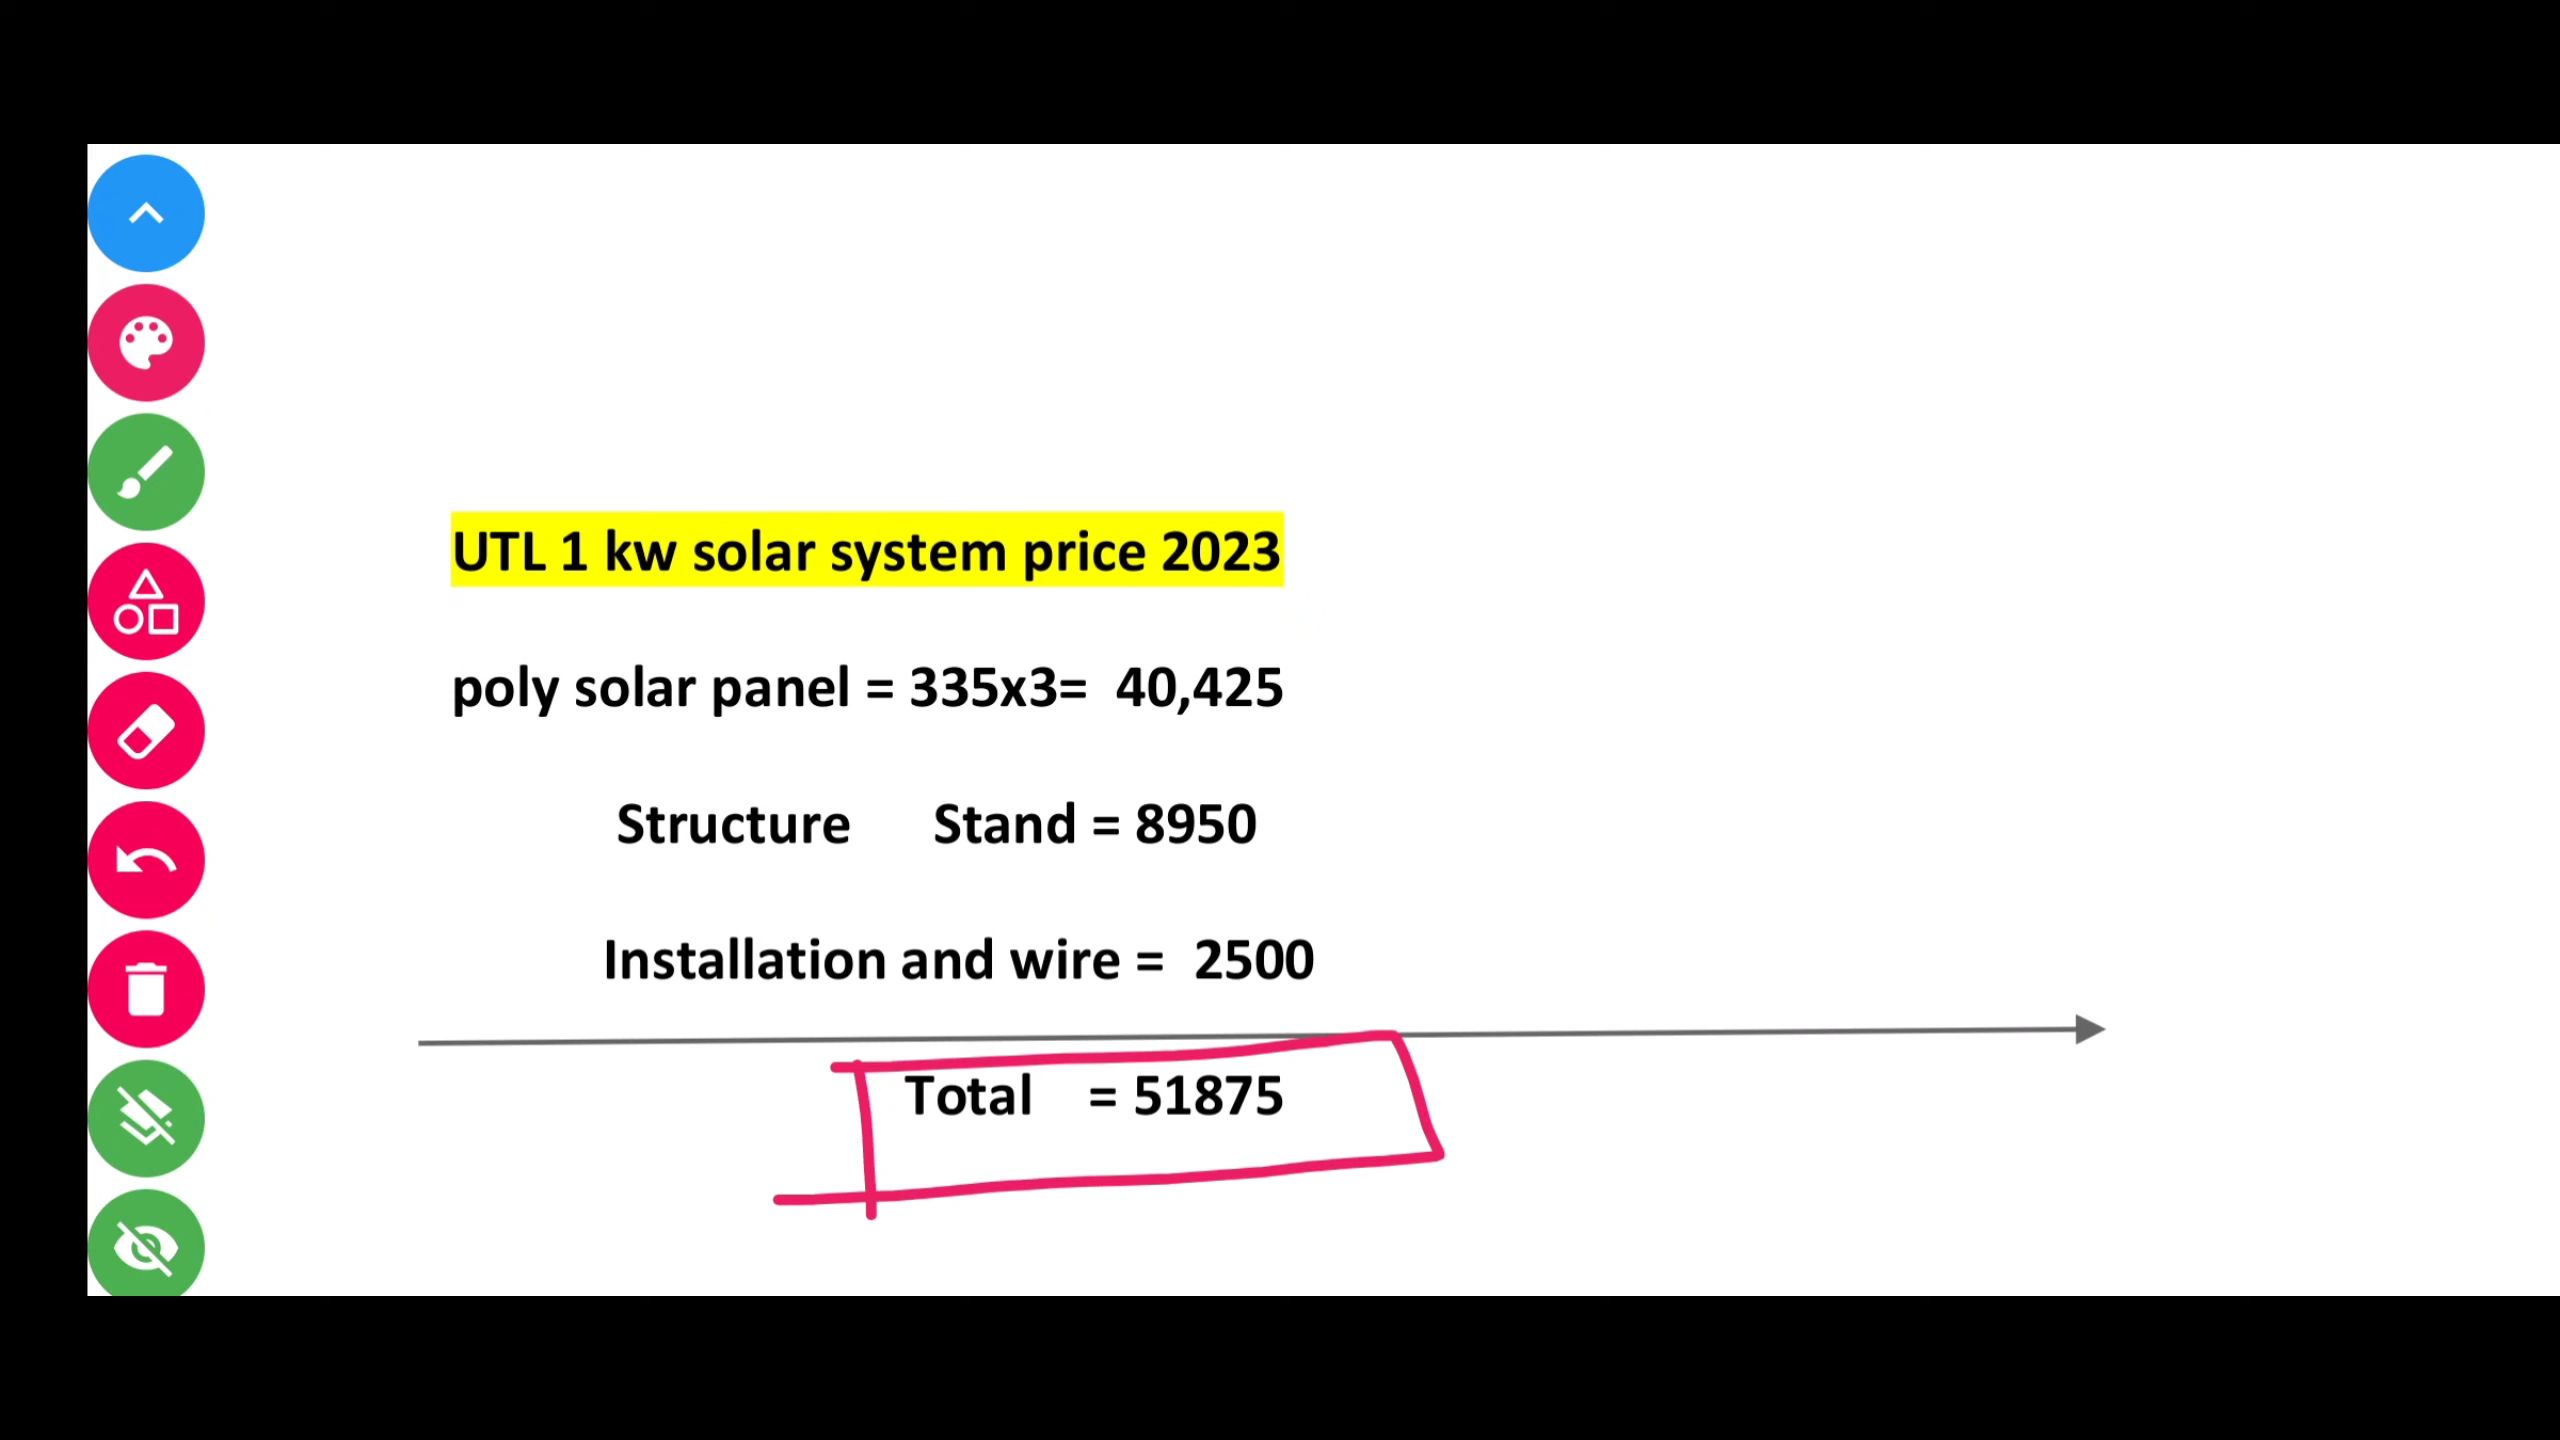 UTL 1 kw solar system price 2023
poly solar panel = 335x3= 40,425
Structure Stand = 8950
Installation and wire = 2500
Total = 51875